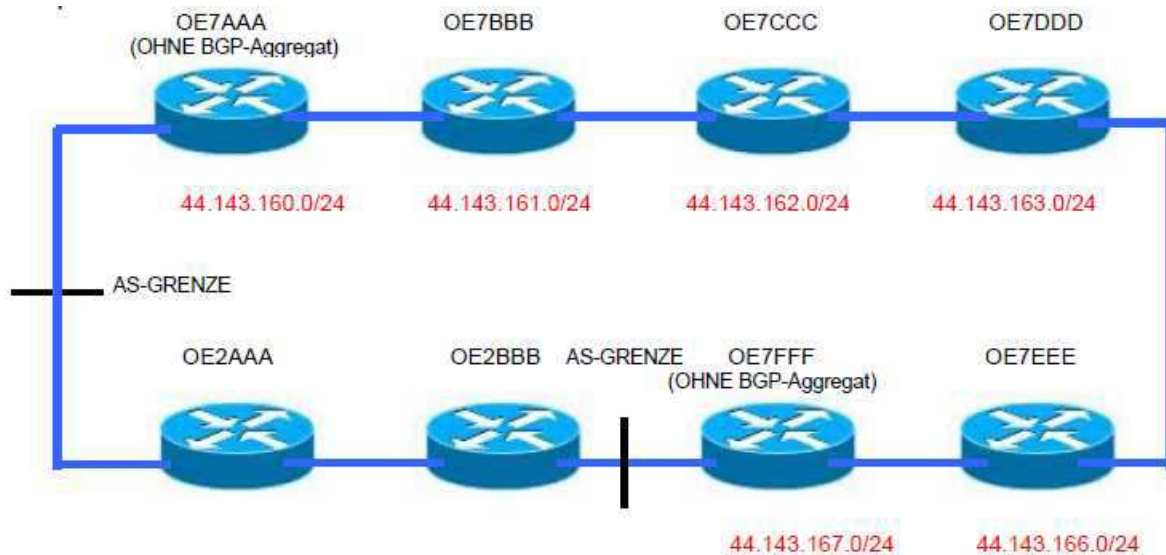 OE7AAA
(OHNE BGP-Aggregat)
OE7BBB
OE7CCC
OE7DDD
44.143.160.0/24
44.143.161.0/24
44.143.162.0/24
44.143.163.0/24
AS-GRENZE
OE2AAA
OE2BBB
AS-GRENZE
OE7FFF
(OHNE BGP-Aggregat)
OE7EEE
44.143.167.0/24
44.143.166.0/24